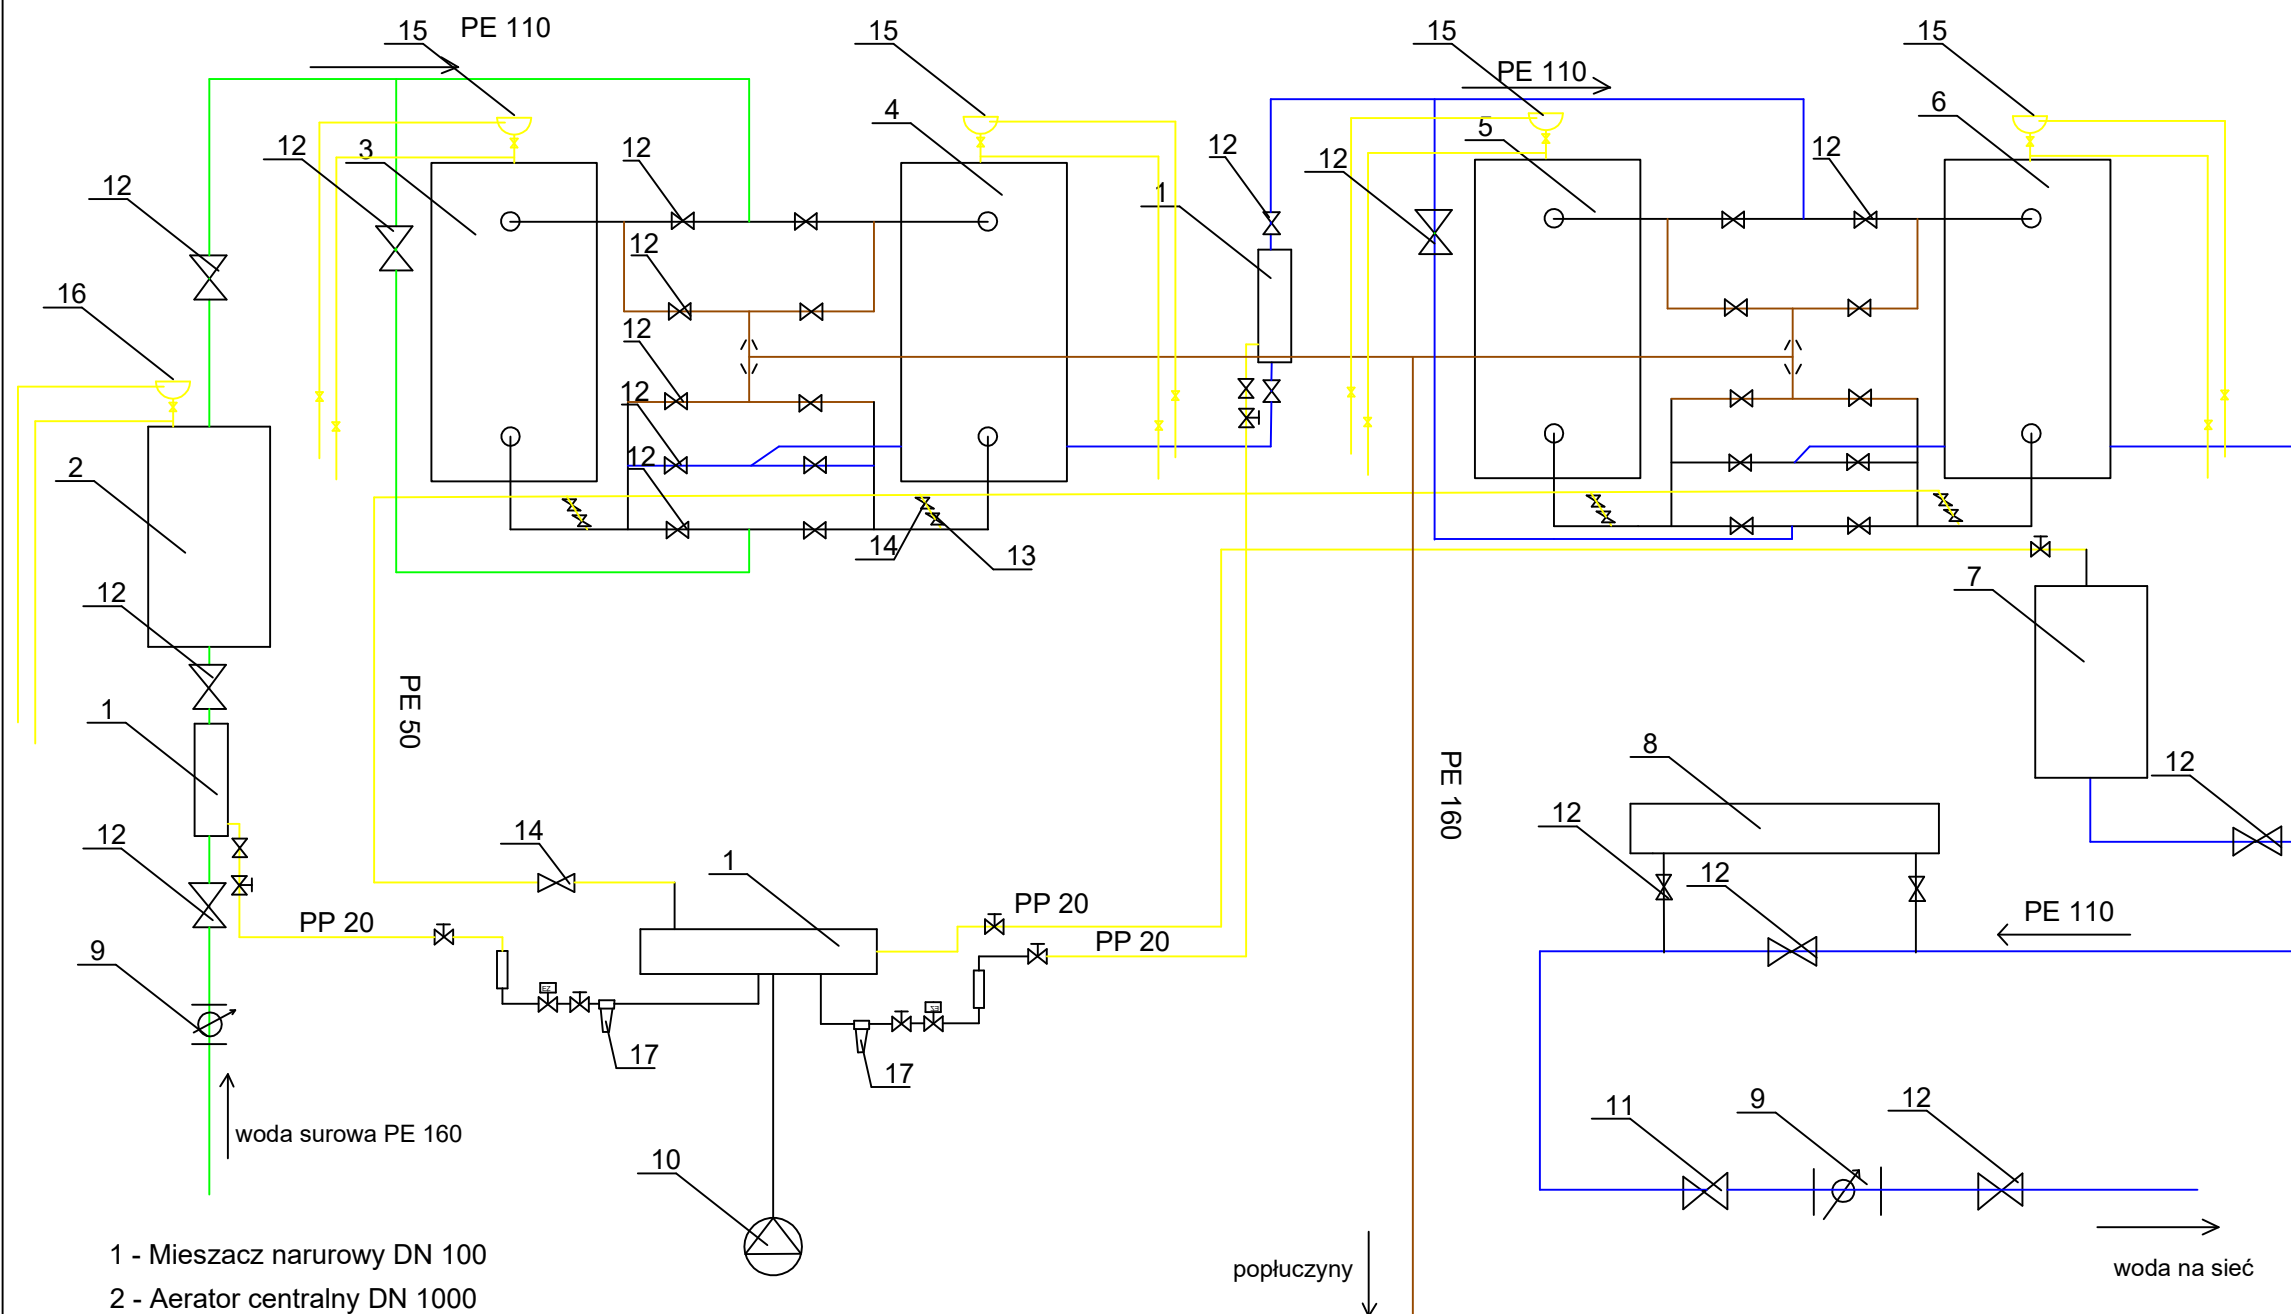 15 PE 110 15 15 15
PE 110
4 6
12 3 12 12 5 12
12 12 1
12
16
12
12
2 12
14 13
7
12
PE 50
1
8 PE 160
12
12 14 1 12
12
PP 20 PP 20 PE 110
9 PP 20
17
17
11 9 12
woda surowa PE 160
10
1 - Mieszacz narurowy DN 100
popłuczyny woda na sieć
2 - Aerator centralny DN 1000